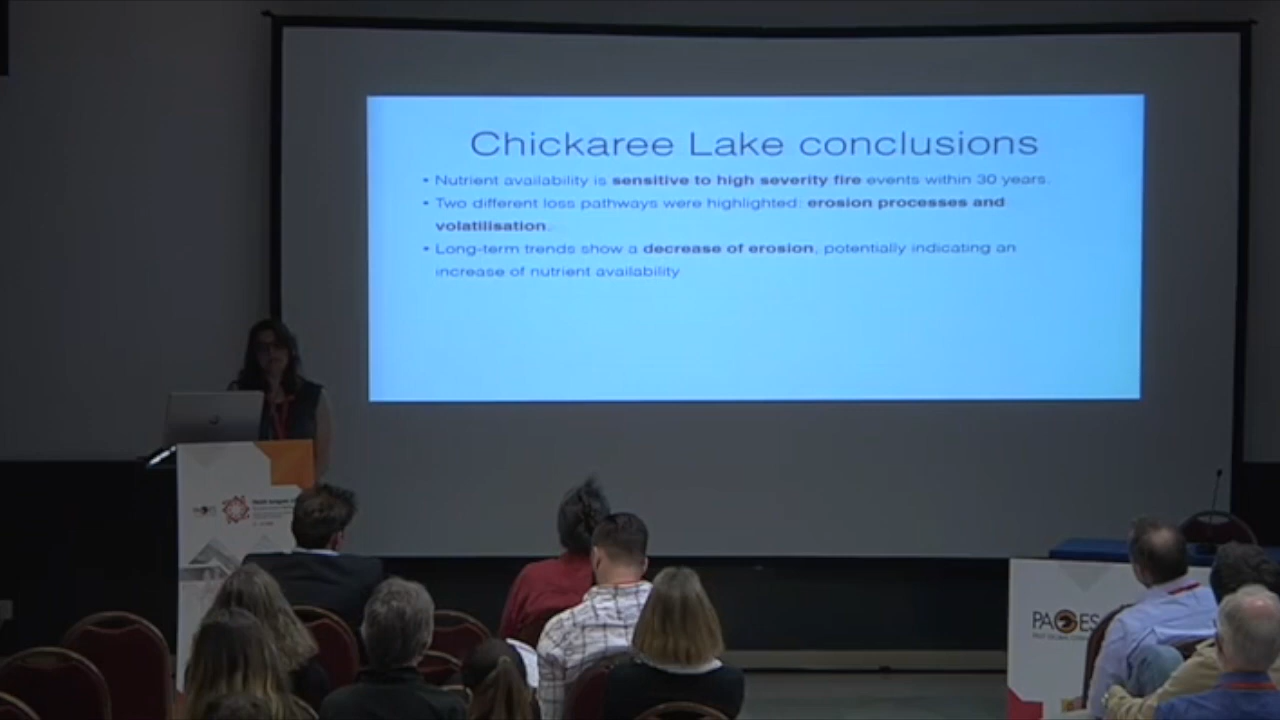 Chickaree Lake conclusions
• Nutrient availability is sensitive to high severity fire events within 30 years.
• Two different loss pathways were highlighted: erosion processes and
volatilisation.
• Long-term trends show a decrease of erosion, potentially indicating an
increase of nutrient availability
PAGES